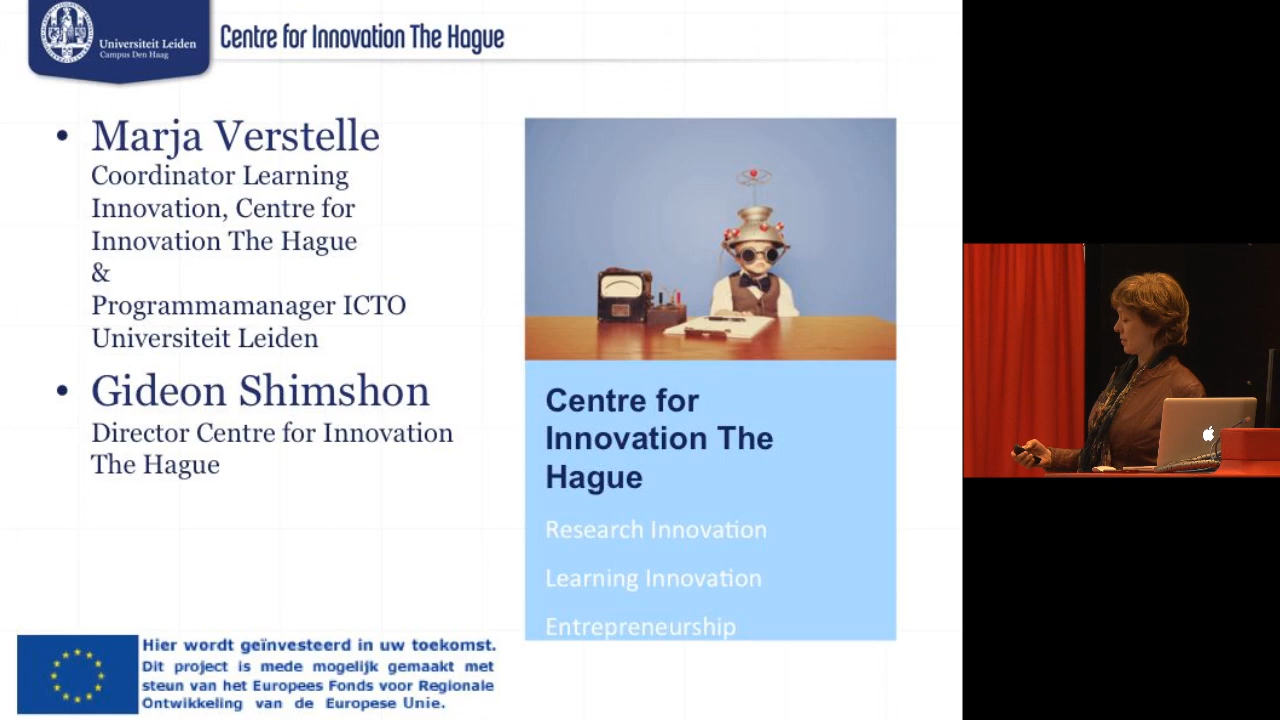 Universiteit Leiden
Campus Den Haag
Centre for Innovation The Hague
• Marja Verstelle
Coordinator Learning
Innovation, Centre for
Innovation The Hague
&
Programmamanager ICTO
Universiteit Leiden
• Gideon Shimshon
Director Centre for Innovation
The Hague
Centre for
Innovation The
Hague
Research Innovation
Learning Innovation
Entrepreneurship
Hier wordt geïnvesteerd in uw toekomst.
Dit project is mede mogelijk gemaakt met
steun van het Europees Fonds voor Regionale
Ontwikkeling van de Europese Unie.